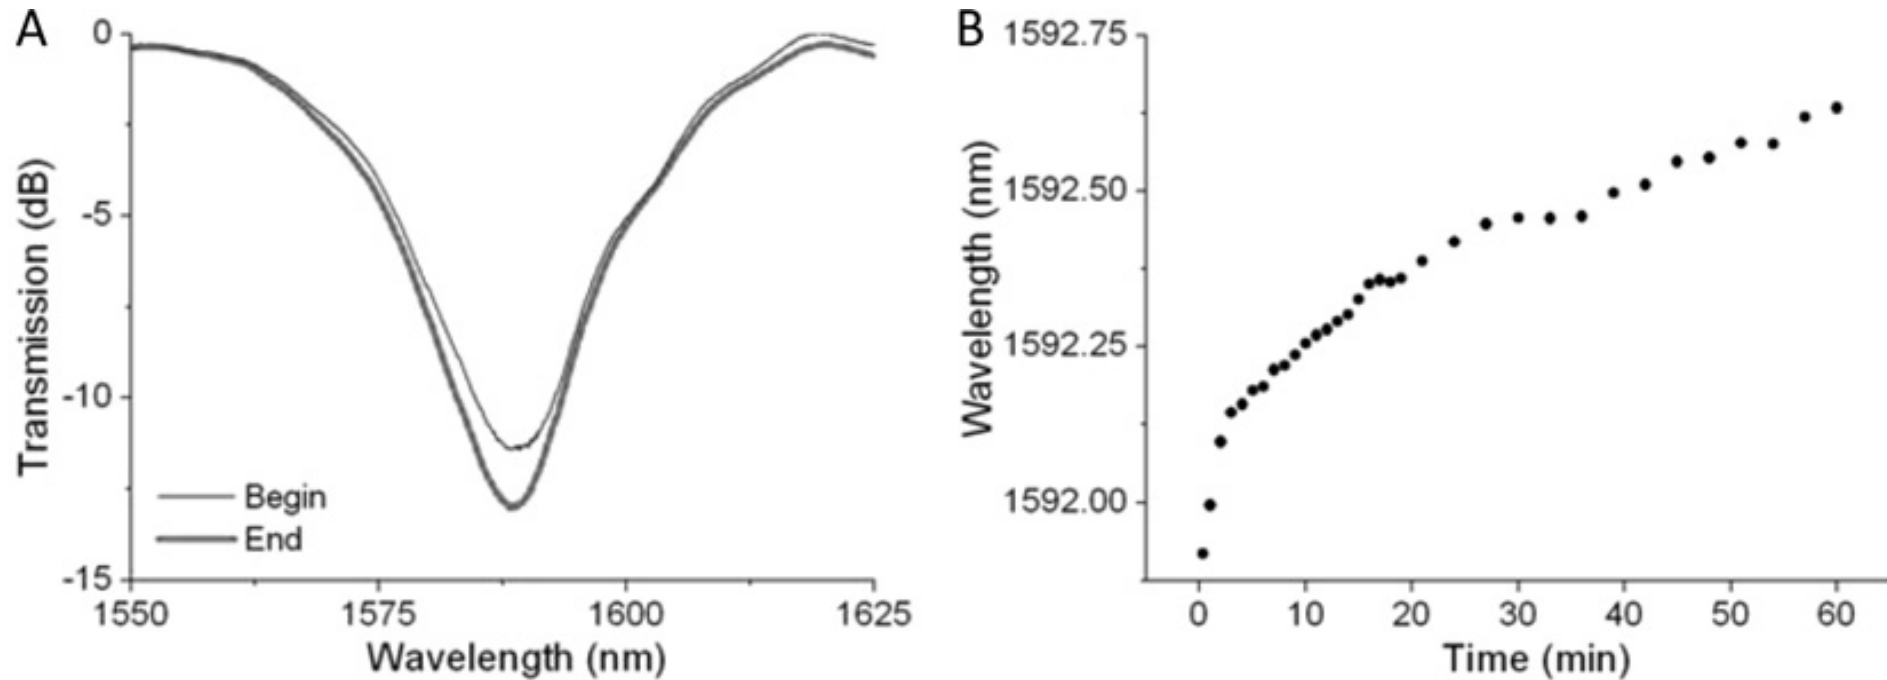 A
0
-5
-10
-15
Transmission (dB)
Begin
End
1550
1575
1600
1625
Wavelength (nm)
B
1592.75
1592.50
1592.25
1592.00
Wavelength (nm)
0
10
20
30
40
50
60
Time (min)